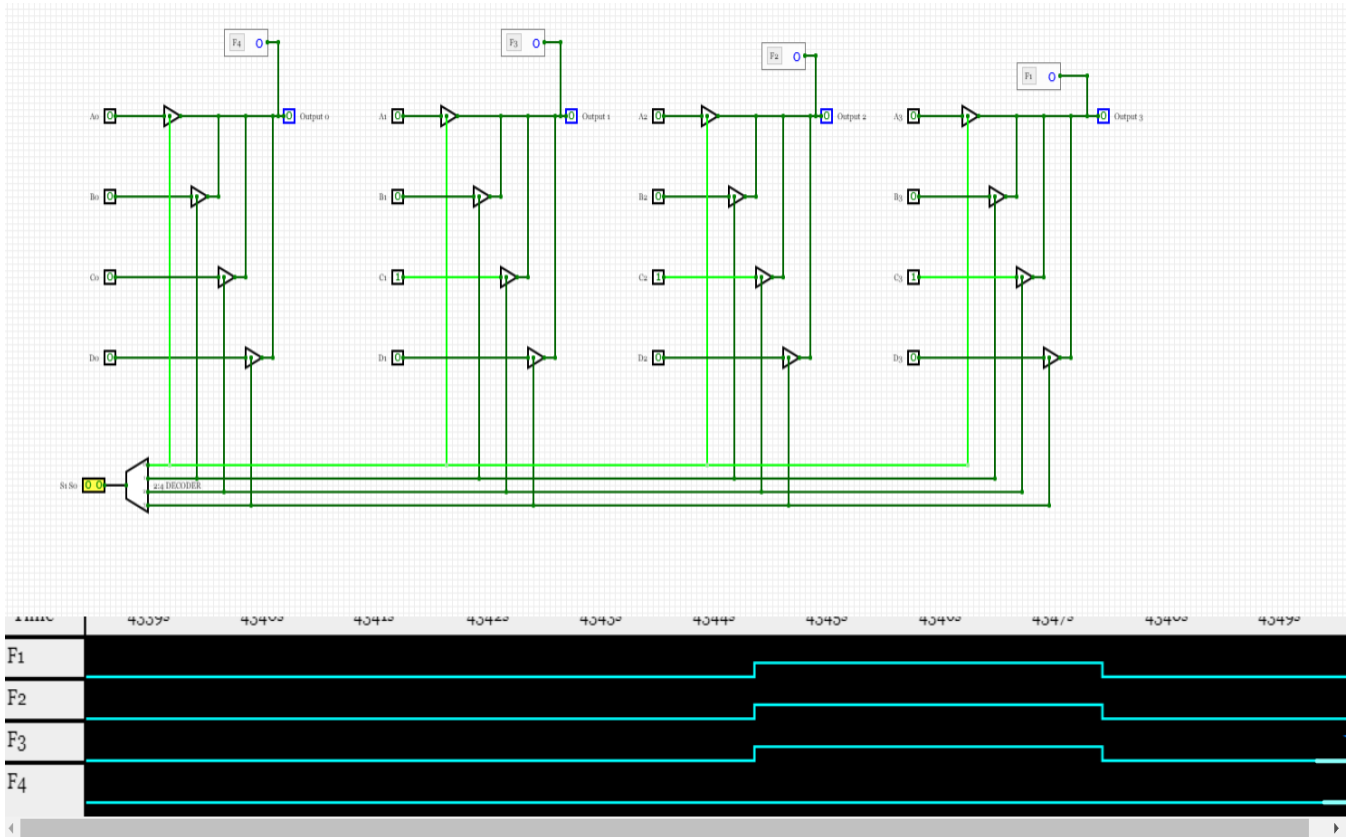 F4 0
F3 0
F2 0
F1 0
A0 0
0 Output 0
A1 0
0 Output 1
A2 0
0 Output 2
A3 0
0 Output 3
B0 0
B1 0
B2 0
B3 0
C0 0
C1 1
C2 1
C3 1
D0 0
D1 0
D2 0
D3 0
S1 S0 0 0
2:4 DECODER
F1
F2
F3
F4